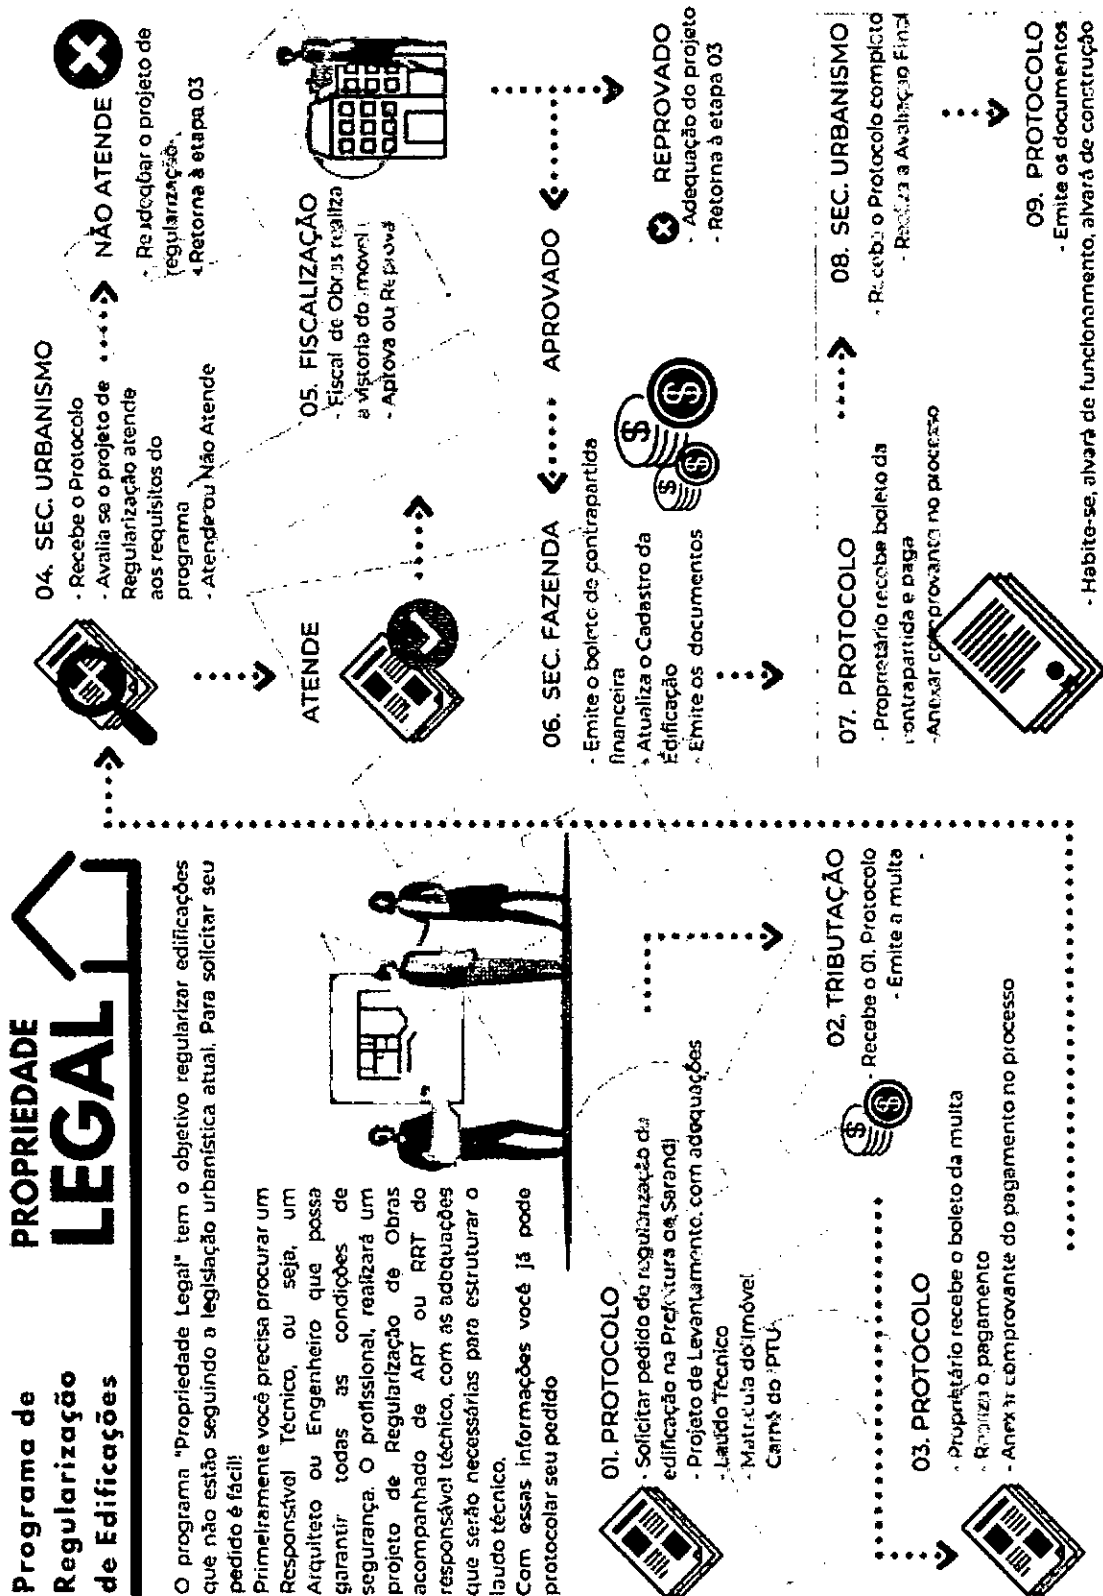 Programa de
Regularização
de Edificações
PROPRIEDADE
LEGAL
O programa "Propriedade Legal" tem o objetivo regularizar edificações
que não estão seguindo a legislação urbanística atual. Para solicitar seu
pedido é fácil!
Primeiramente você precisa procurar um
Responsável Técnico, ou seja, um
Arquiteto ou Engenheiro que possa
garantir todas as condições de
segurança. O profissional, realizará um
projeto de Regularização de Obras
acompanhado de ART ou RRT do
responsável técnico, com as adequações
que serão necessárias para estruturar o
laudo técnico.
Com essas informações você já pode
protocolar seu pedido
01. PROTOCOLO
- Solicitar pedido de regularização da
edificação na Prefeitura de Sarandi
- Projeto de Levantamento, com adequações
- Laudo Técnico
- Matrícula do Imóvel
Carnê do IPTU
02. TRIBUTAÇÃO
- Recebe o 01. Protocolo
- Emite a multa
03. PROTOCOLO
- Proprietário recebe o boleto da multa
- Realiza o pagamento
- Anexar comprovante do pagamento no processo
04. SEC. URBANISMO
- Recebe o Protocolo
- Avalia se o projeto de
Regularização atende
aos requisitos do
programa
- Atende ou Não Atende
NÃO ATENDE
- Readequar o projeto de
regularização
- Retorna à etapa 03
ATENDE
05. FISCALIZAÇÃO
- Fiscal de Obras realiza
a vistoria do imóvel
- Aprova ou Reprova
06. SEC. FAZENDA
- Emite o boleto de contrapartida
financeira
- Atualiza o Cadastro da
Edificação
- Emite os documentos
APROVADO
REPROVADO
- Adequação do projeto
- Retorna à etapa 03
07. PROTOCOLO
- Proprietário recebe boleto da
contrapartida e paga
- Anexar comprovante no processo
08. SEC. URBANISMO
- Recebe o Protocolo completo
- Realiza a Avaliação Final
09. PROTOCOLO
- Emite os documentos
- Habite-se, alvará de funcionamento, alvará de construção